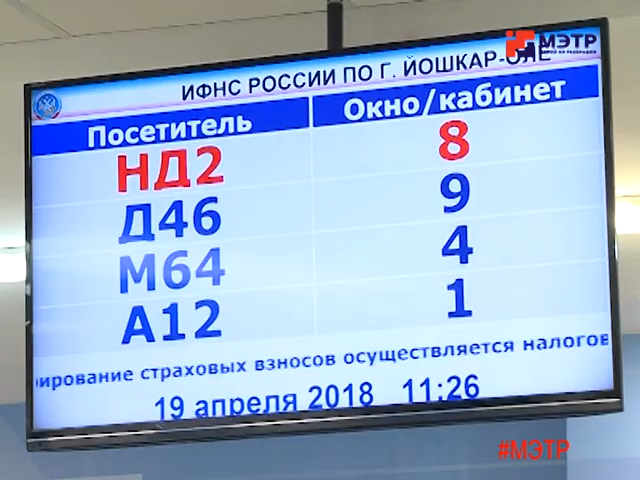 МЭТР
ИФНС РОССИИ ПО Г. ЙОШКАР-ОЛЕ
Посетитель Окно/кабинет
НД2 8
Д46 9
М64 4
А12 1
ирование страховых взносов осуществляется налогов
19 апреля 2018 11:26
#МЭТР